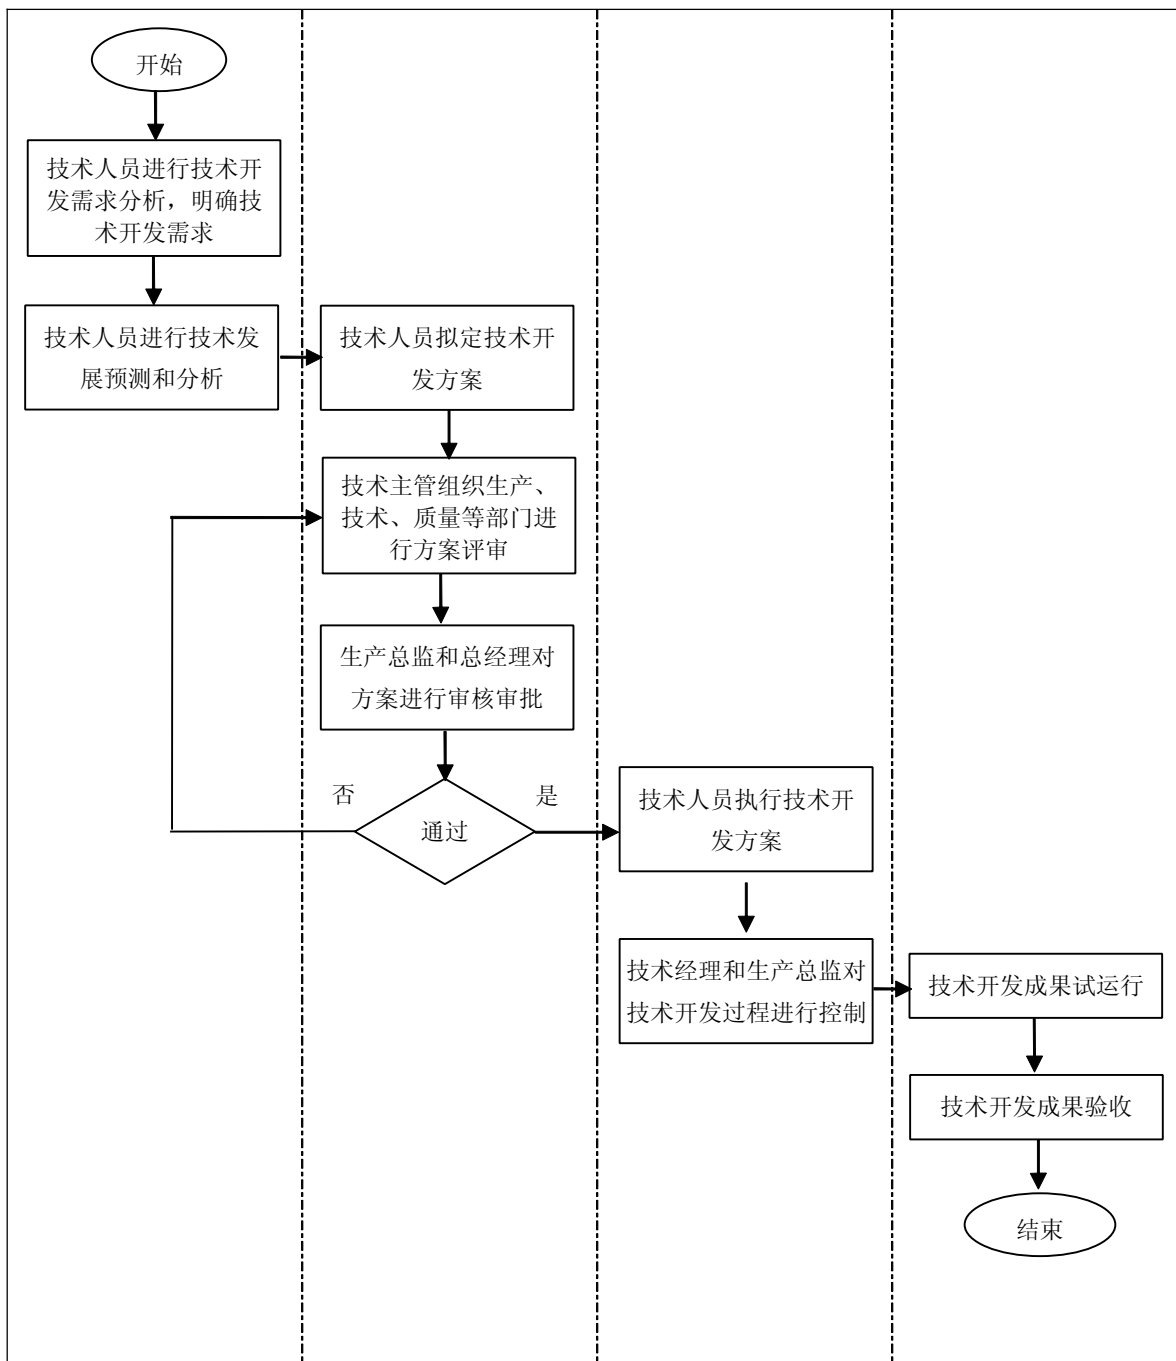 开始
技术人员进行技术开
发需求分析，明确技
术开发需求
技术人员进行技术发
展预测和分析
技术人员拟定技术开
发方案
技术主管组织生产、
技术、质量等部门进
行方案评审
生产总监和总经理对
方案进行审核审批
否
通过
是
技术人员执行技术开
发方案
技术经理和生产总监对
技术开发过程进行控制
技术开发成果试运行
技术开发成果验收
结束